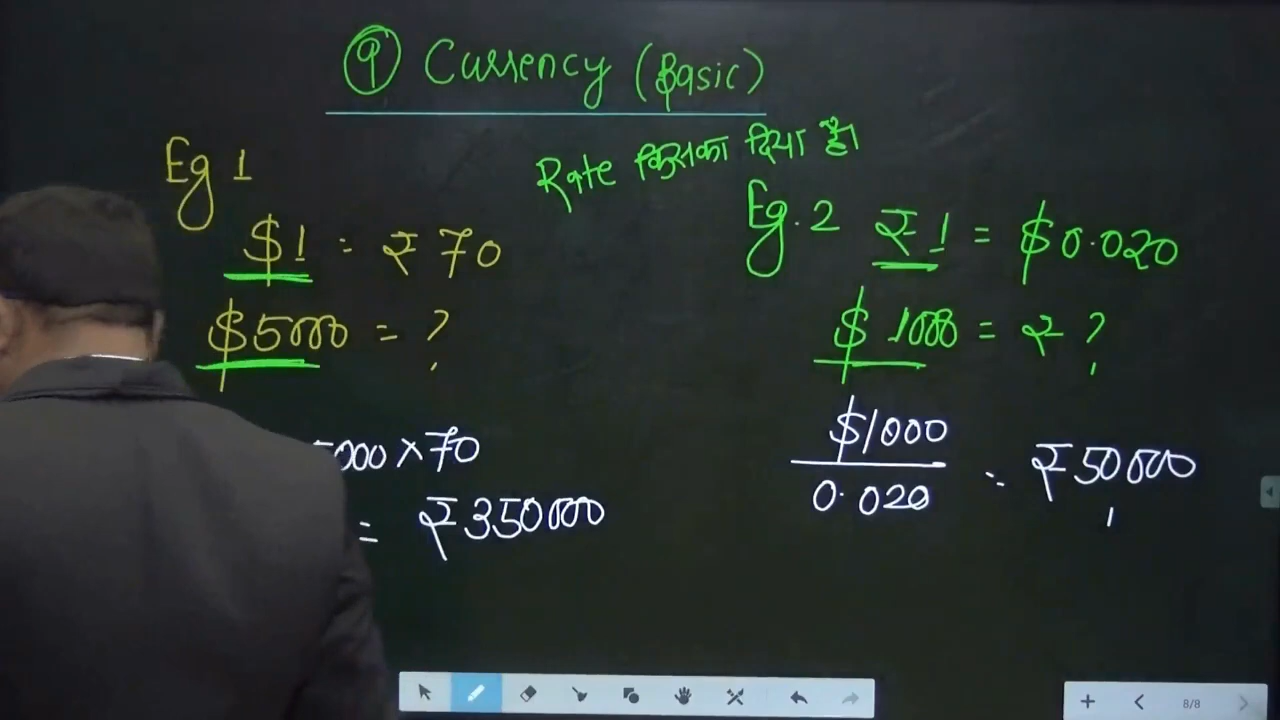 9 Currency (Basic)
Rate किसका दिया है।
Eg 1
$1 = ₹70
$5000 = ?
5000 × 70
= ₹350000
Eg. 2 ₹1 = $0.020
$1000 = ₹ ?
$1000
0.020
= ₹50000
8/8